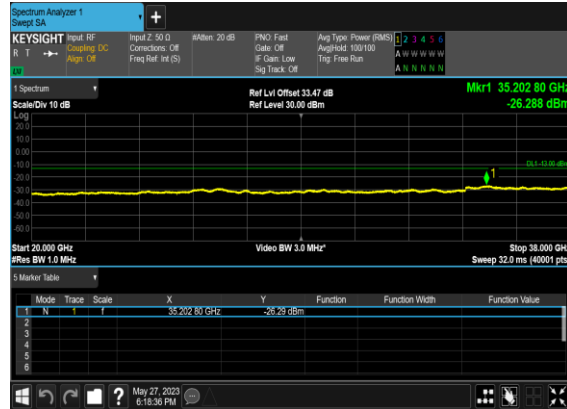 Spectrum Analyzer 1
Swept SA
+
KEYSIGHT Input: RF Input Z: 50 Ω #Atten: 20 dB PNO: Fast Avg Type: Power (RMS) 1 2 3 4 5 6
R T Coupling: DC Corrections: Off Gate: Off Avg|Hold: 100/100 A W W W W W
Align: Off Freq Ref: Int (S) IF Gain: Low Trig: Free Run
Sig Track: Off A N N N N N
1 Spectrum Ref Lvl Offset 33.47 dB Mkr1 35.202 80 GHz
Scale/Div 10 dB Ref Level 30.00 dBm -26.288 dBm
Log
20.0
10.0
0.00
-10.0
DL1 -13.00 dBm
-20.0
1
-30.0
-40.0
-50.0
-60.0
Start 20.000 GHz Video BW 3.0 MHz* Stop 38.000 GHz
#Res BW 1.0 MHz Sweep 32.0 ms (40001 pts)
5 Marker Table
Mode Trace Scale X Y Function Function Width Function Value
1 N 1 f 35.202 80 GHz -26.29 dBm
2
3
4
5
6
? May 27, 2023
6:18:36 PM